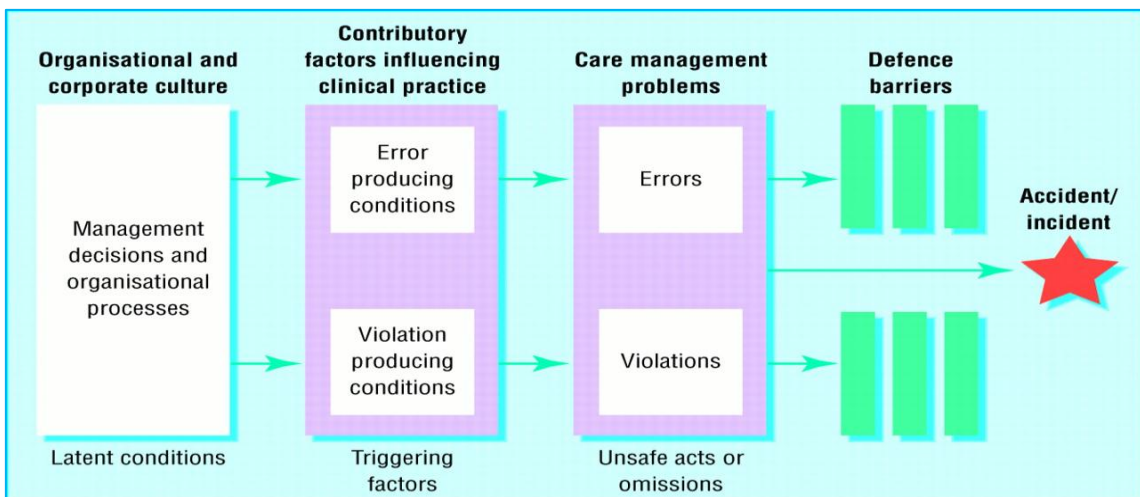 Organisational and
corporate culture
Contributory
factors influencing
clinical practice
Care management
problems
Defence
barriers
Management
decisions and
organisational
processes
Error
producing
conditions
Errors
Accident/
incident
Violation
producing
conditions
Violations
Latent conditions
Triggering
factors
Unsafe acts or
omissions